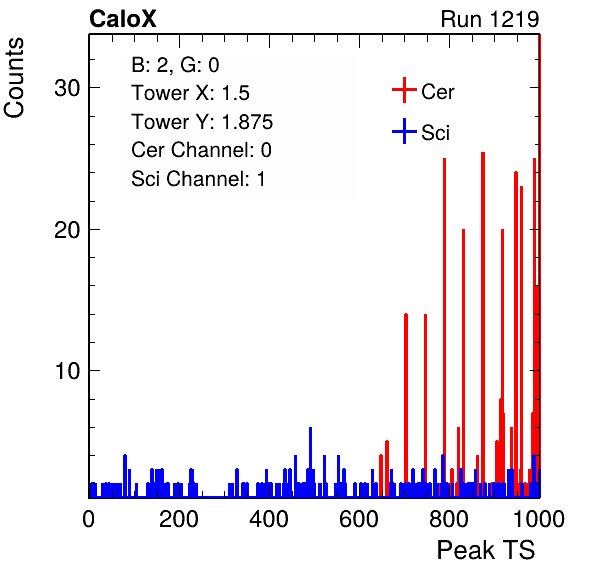 CaloX Run 1219
Counts
B: 2, G: 0
Tower X: 1.5
Tower Y: 1.875
Cer Channel: 0
Sci Channel: 1
Cer
Sci
30
20
10
0 200 400 600 800 1000
Peak TS